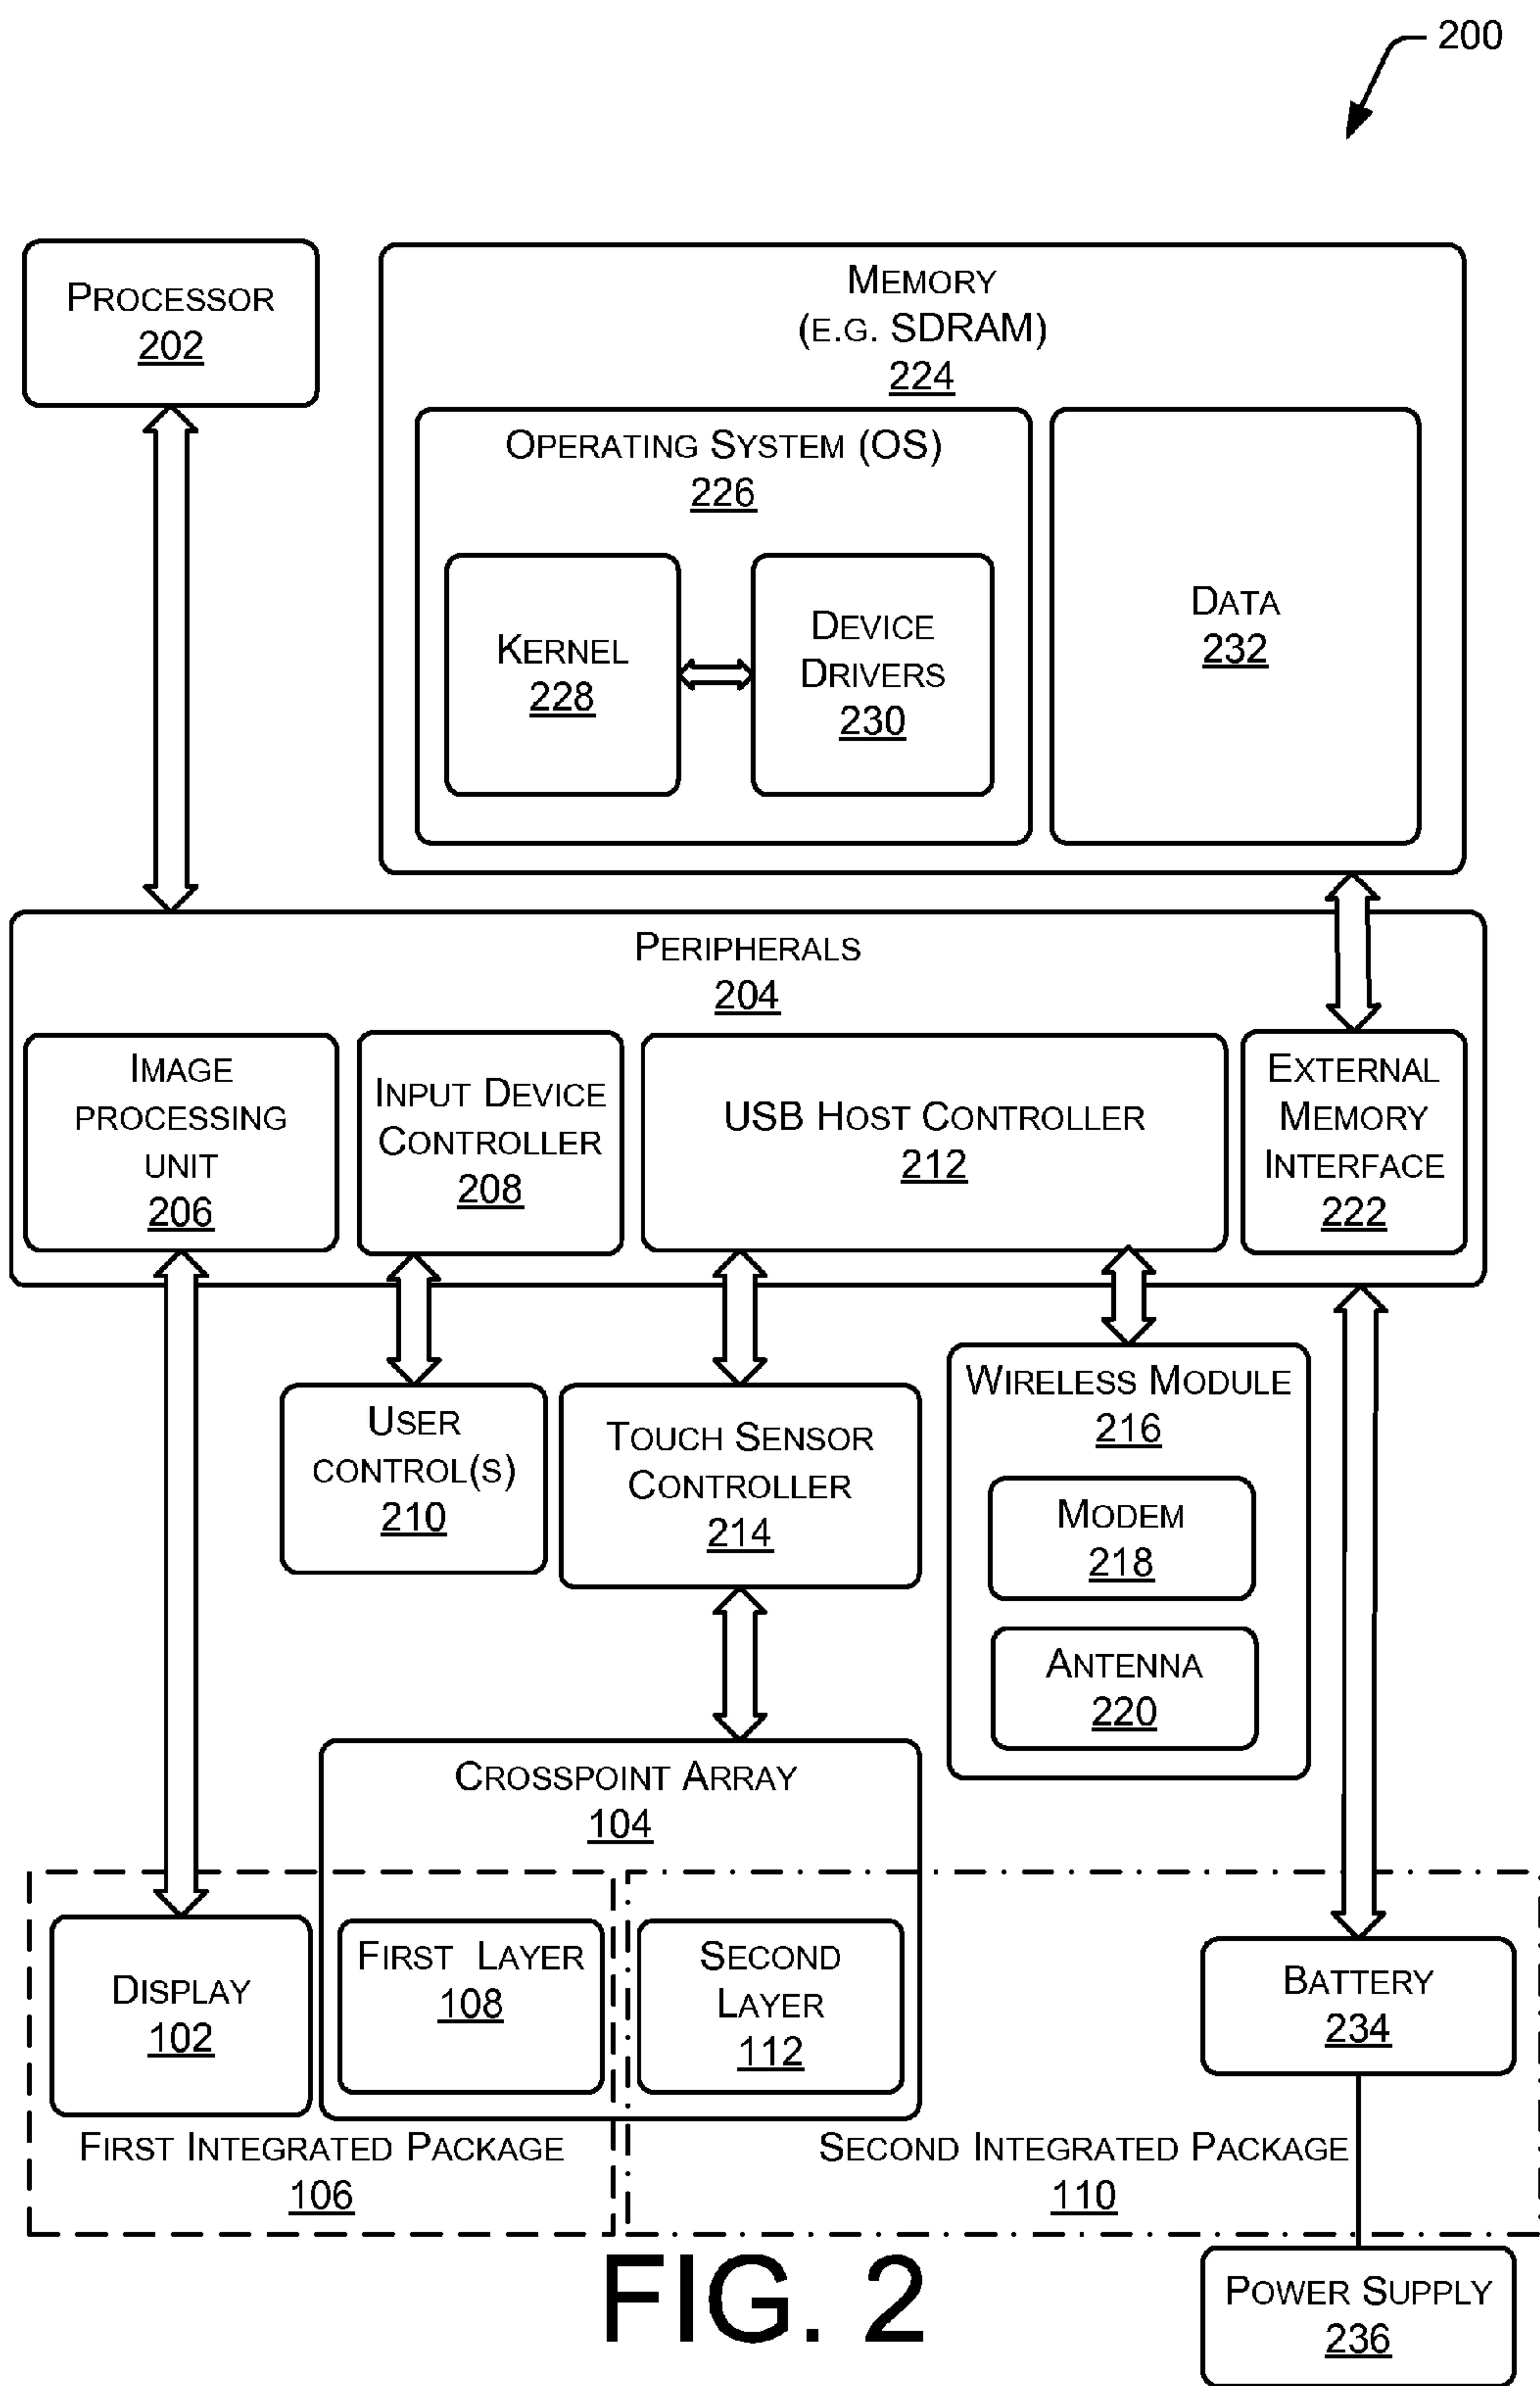 200
PROCESSOR
202
MEMORY
(E.G. SDRAM)
224
OPERATING SYSTEM (OS)
226
KERNEL
228
DEVICE
DRIVERS
230
DATA
232
PERIPHERALS
204
IMAGE
PROCESSING
UNIT
206
INPUT DEVICE
CONTROLLER
208
USB HOST CONTROLLER
212
EXTERNAL
MEMORY
INTERFACE
222
USER
CONTROL(S)
210
TOUCH SENSOR
CONTROLLER
214
WIRELESS MODULE
216
MODEM
218
ANTENNA
220
CROSSPOINT ARRAY
104
DISPLAY
102
FIRST LAYER
108
SECOND
LAYER
112
BATTERY
234
FIRST INTEGRATED PACKAGE
106
SECOND INTEGRATED PACKAGE
110
POWER SUPPLY
236
FIG. 2